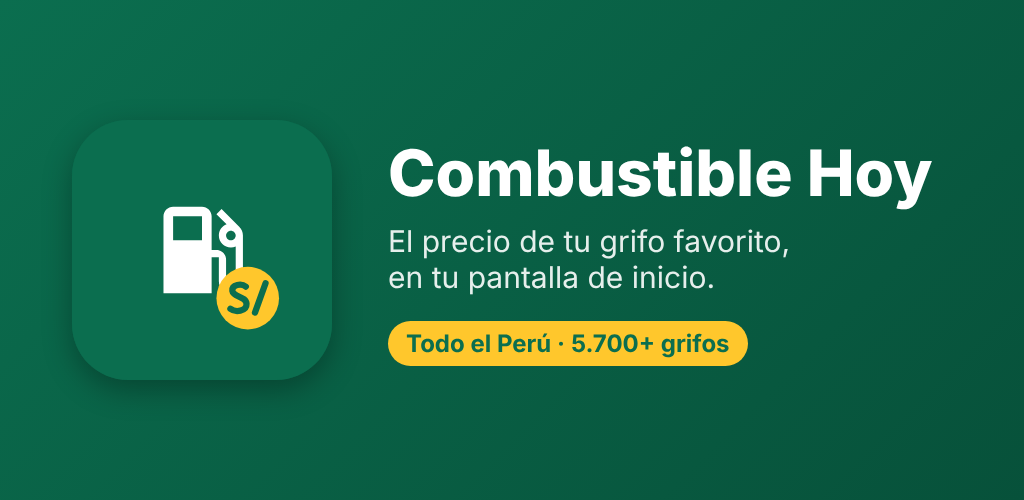 S/
Combustible Hoy
El precio de tu grifo favorito,
en tu pantalla de inicio.
Todo el Perú · 5.700+ grifos